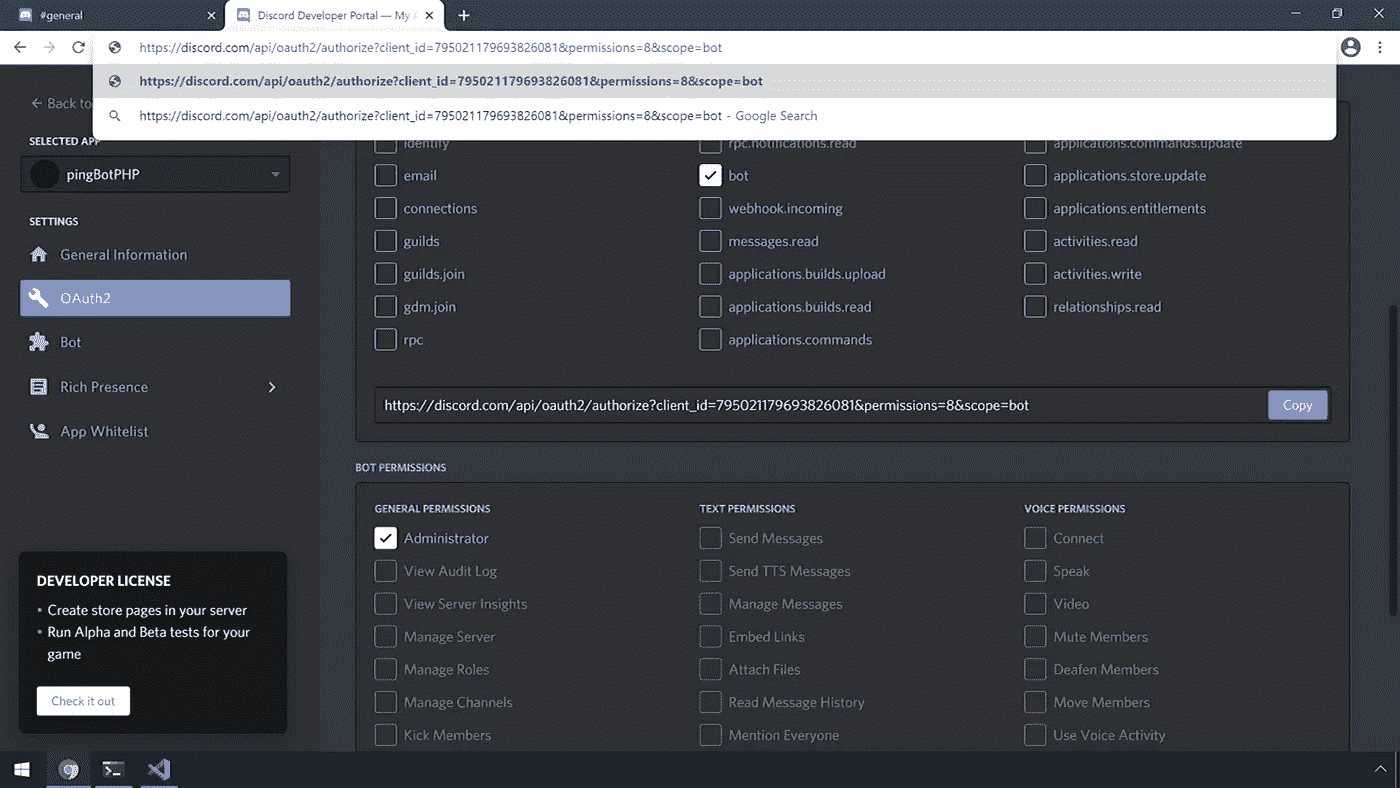 #general
Discord Developer Portal — My
https://discord.com/api/oauth2/authorize?client_id=795021179693826081&permissions=8&scope=bot
https://discord.com/api/oauth2/authorize?client_id=795021179693826081&permissions=8&scope=bot
https://discord.com/api/oauth2/authorize?client_id=795021179693826081&permissions=8&scope=bot - Google Search
Back to
SELECTED APP
pingBotPHP
SETTINGS
General Information
OAuth2
Bot
Rich Presence
App Whitelist
DEVELOPER LICENSE
• Create store pages in your server
• Run Alpha and Beta tests for your
game
Check it out
identify
email
connections
guilds
guilds.join
gdm.join
rpc
rpc.notifications.read
bot
webhook.incoming
messages.read
applications.builds.upload
applications.builds.read
applications.commands
applications.commands.update
applications.store.update
applications.entitlements
activities.read
activities.write
relationships.read
https://discord.com/api/oauth2/authorize?client_id=795021179693826081&permissions=8&scope=bot
Copy
BOT PERMISSIONS
GENERAL PERMISSIONS
Administrator
View Audit Log
View Server Insights
Manage Server
Manage Roles
Manage Channels
Kick Members
TEXT PERMISSIONS
Send Messages
Send TTS Messages
Manage Messages
Embed Links
Attach Files
Read Message History
Mention Everyone
VOICE PERMISSIONS
Connect
Speak
Video
Mute Members
Deafen Members
Move Members
Use Voice Activity